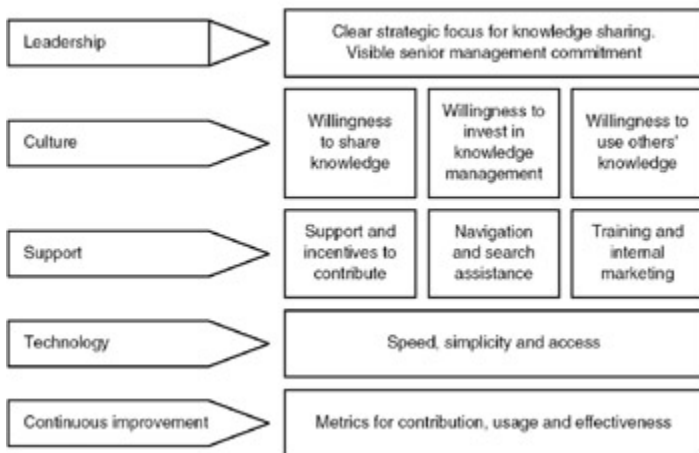 Leadership
Clear strategic focus for knowledge sharing.
Visible senior management commitment
Culture
Willingness
to share
knowledge
Willingness to
invest in
knowledge
management
Willingness to
use others'
knowledge
Support
Support and
incentives to
contribute
Navigation
and search
assistance
Training and
internal
marketing
Technology
Speed, simplicity and access
Continuous improvement
Metrics for contribution, usage and effectiveness